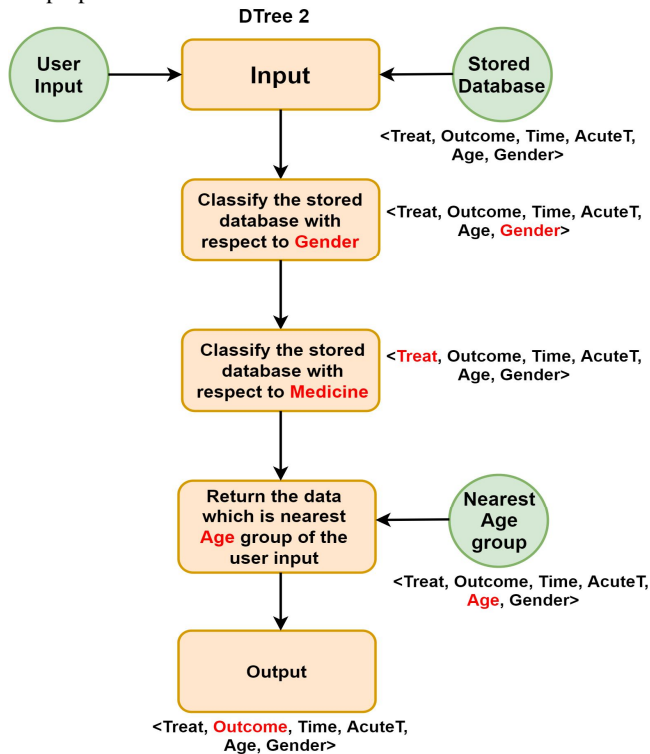 DTree 2
User
Input
Input
Stored
Database
<Treat, Outcome, Time, AcuteT,
Age, Gender>
Classify the stored
database with
respect to Gender
<Treat, Outcome, Time, AcuteT,
Age, Gender>
Classify the stored
database with
respect to Medicine
<Treat, Outcome, Time, AcuteT,
Age, Gender>
Return the data
which is nearest
Age group of the
user input
Nearest
Age
group
<Treat, Outcome, Time, AcuteT,
Age, Gender>
Output
<Treat, Outcome, Time, AcuteT,
Age, Gender>